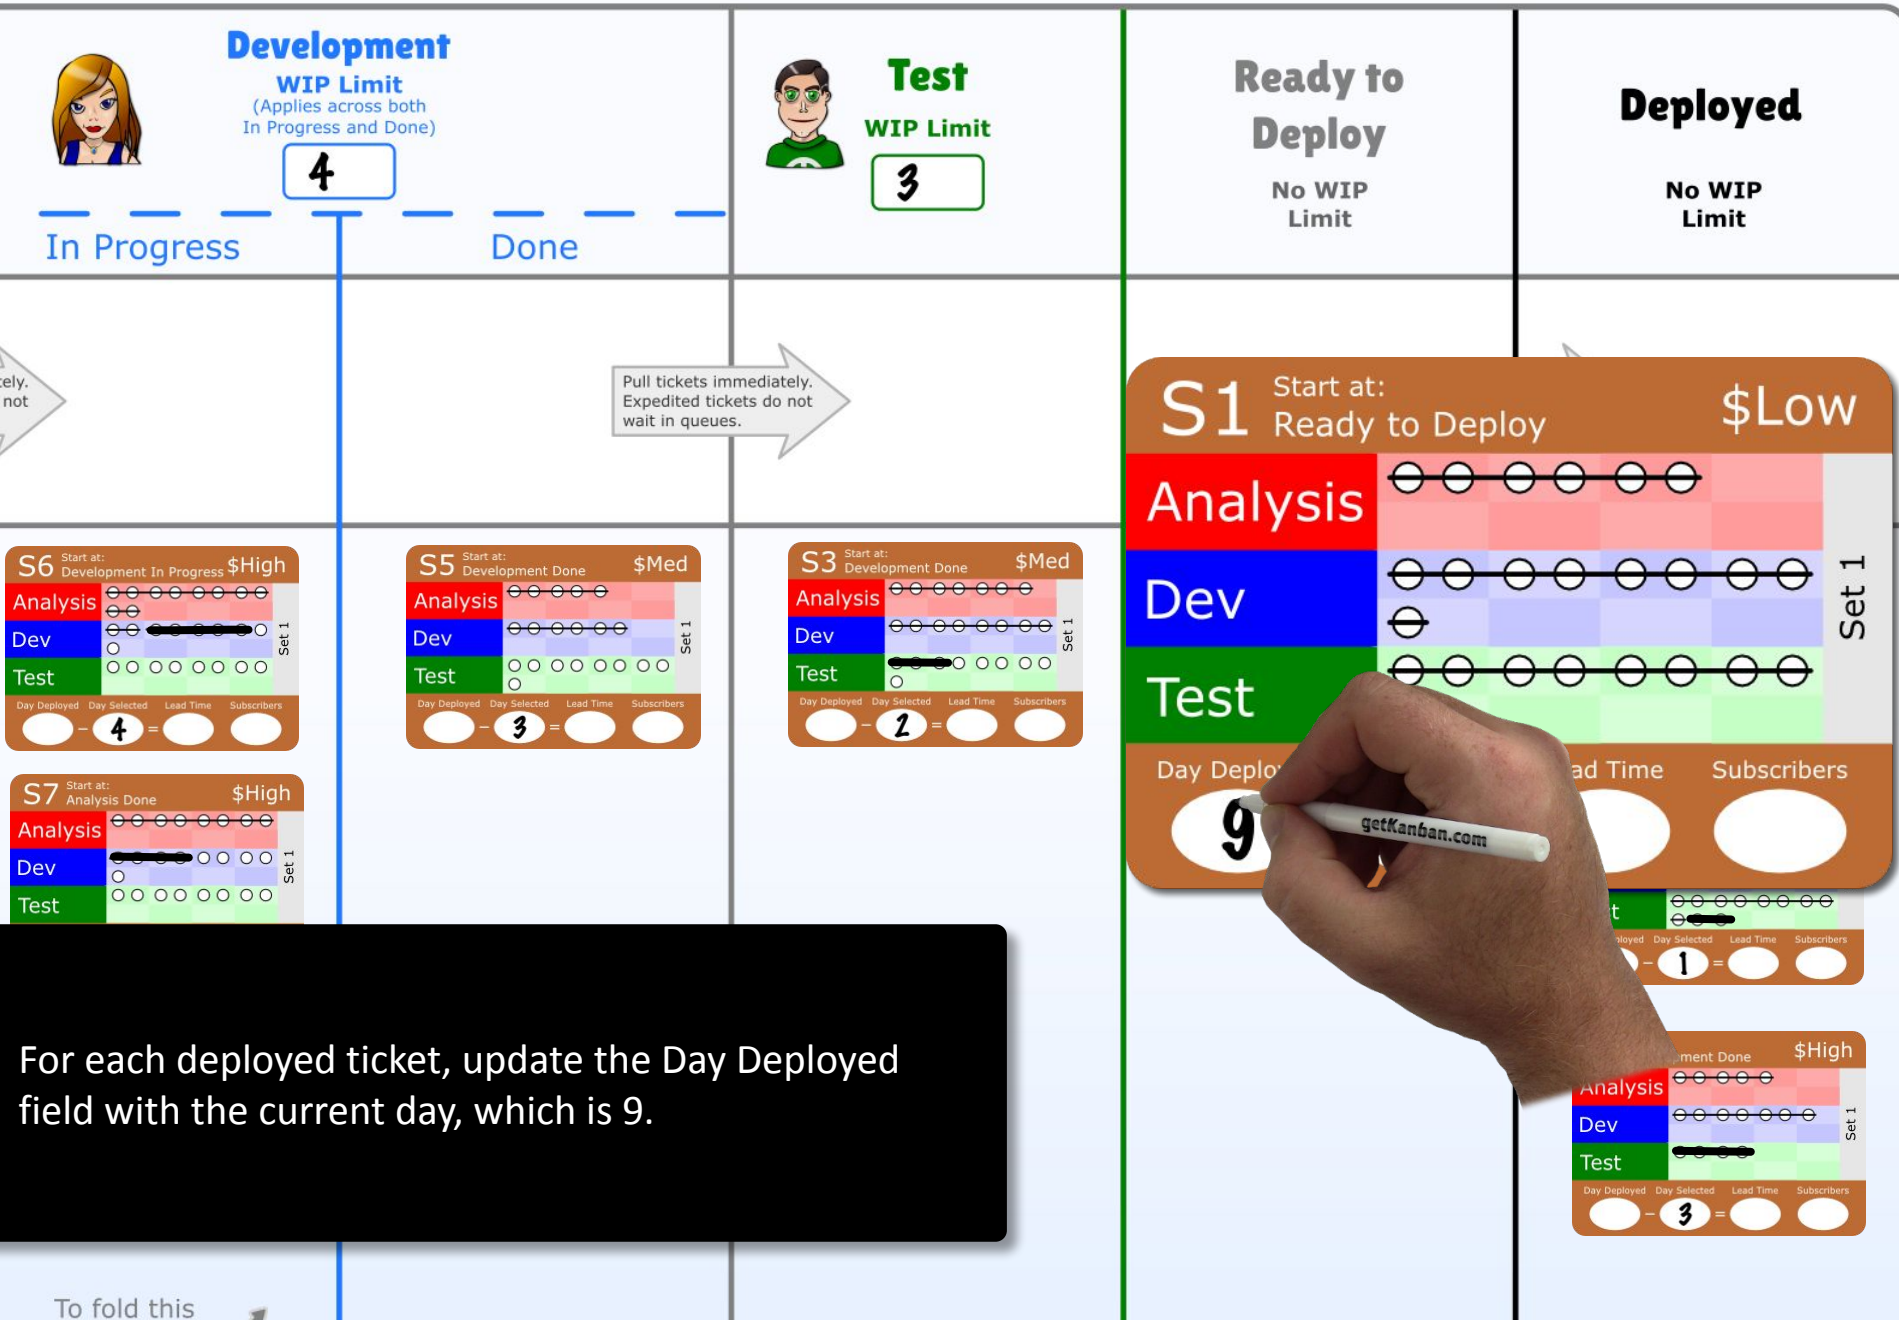 Development
WIP Limit
(Applies across both
In Progress and Done)
4
In Progress
Done
Test
WIP Limit
3
Ready to
Deploy
No WIP
Limit
Deployed
No WIP
Limit
not
Pull tickets immediately.
Expedited tickets do not
wait in queues.
S1 Start at:
Ready to Deploy
$Low
Analysis
Dev
Test
Set 1
Day
9
Time
Subscribers
getKanban.com
S6 Start at:
Development In Progress $High
Analysis
Dev
Test
Set 1
Day Deployed Day Selected Lead Time Subscribers
- 4 =
S5 Start at:
Development Done $Med
Analysis
Dev
Test
Set 1
Day Deployed Day Selected Lead Time Subscribers
- 3 =
S3 Start at:
Development Done $Med
Analysis
Dev
Test
Set 1
Day Deployed Day Selected Lead Time Subscribers
- 2 =
S7 Start at:
Analysis Done $High
Analysis
Dev
Test
Set 1
Day Selected Lead Time Subscribers
- 1 =
Done $High
Analysis
Dev
Test
Set 1
Day Deployed Day Selected Lead Time Subscribers
- 3 =
For each deployed ticket, update the Day Deployed
field with the current day, which is 9.
To fold this